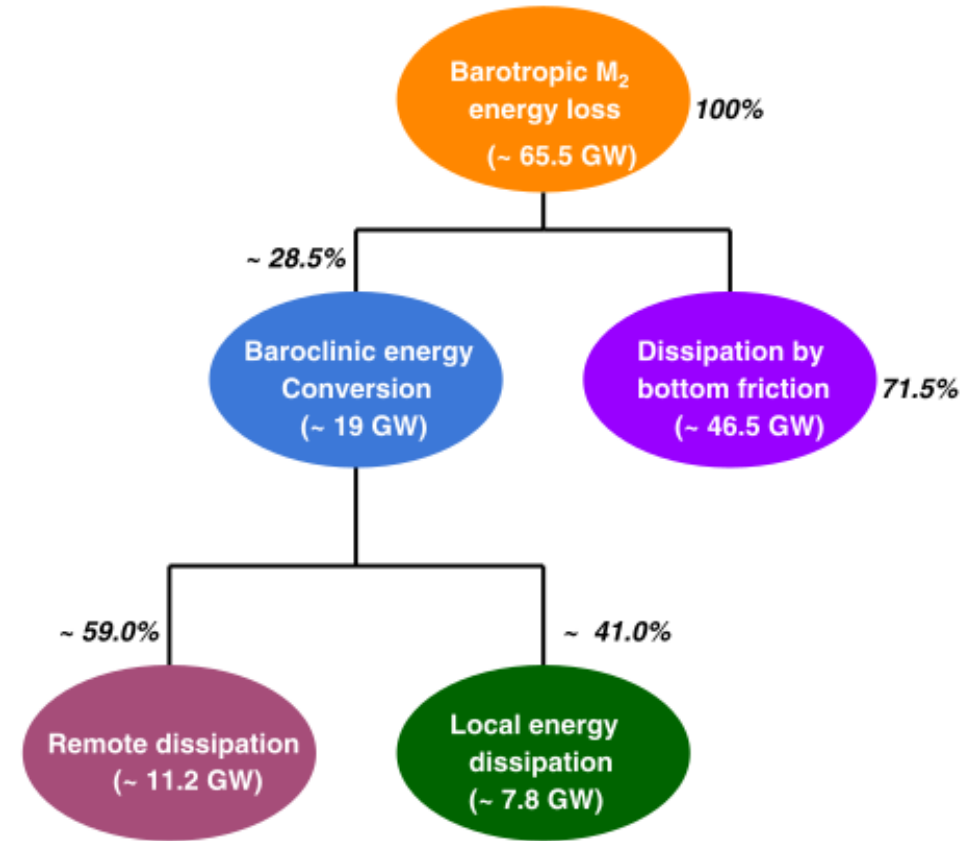 Barotropic M₂
energy loss
(~ 65.5 GW)
100%
~ 28.5%
Baroclinic energy
Conversion
(~ 19 GW)
Dissipation by
bottom friction
(~ 46.5 GW)
71.5%
~ 59.0%
~ 41.0%
Remote dissipation
(~ 11.2 GW)
Local energy
dissipation
(~ 7.8 GW)